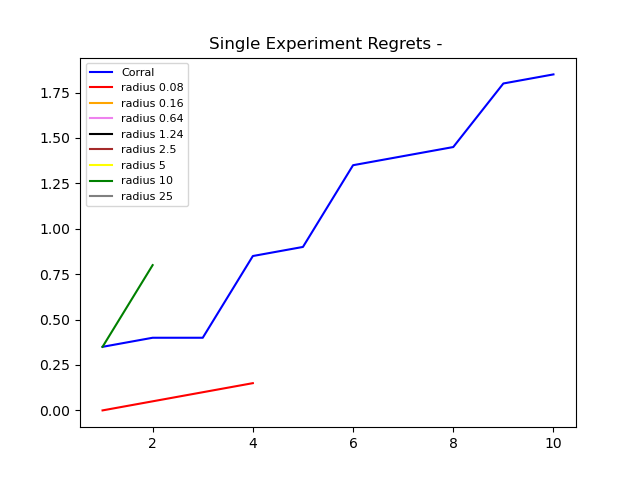 Single Experiment Regrets -
Corral
radius 0.08
radius 0.16
radius 0.64
radius 1.24
radius 2.5
radius 5
radius 10
radius 25
1.75
1.50
1.25
1.00
0.75
0.50
0.25
0.00
2 4 6 8 10